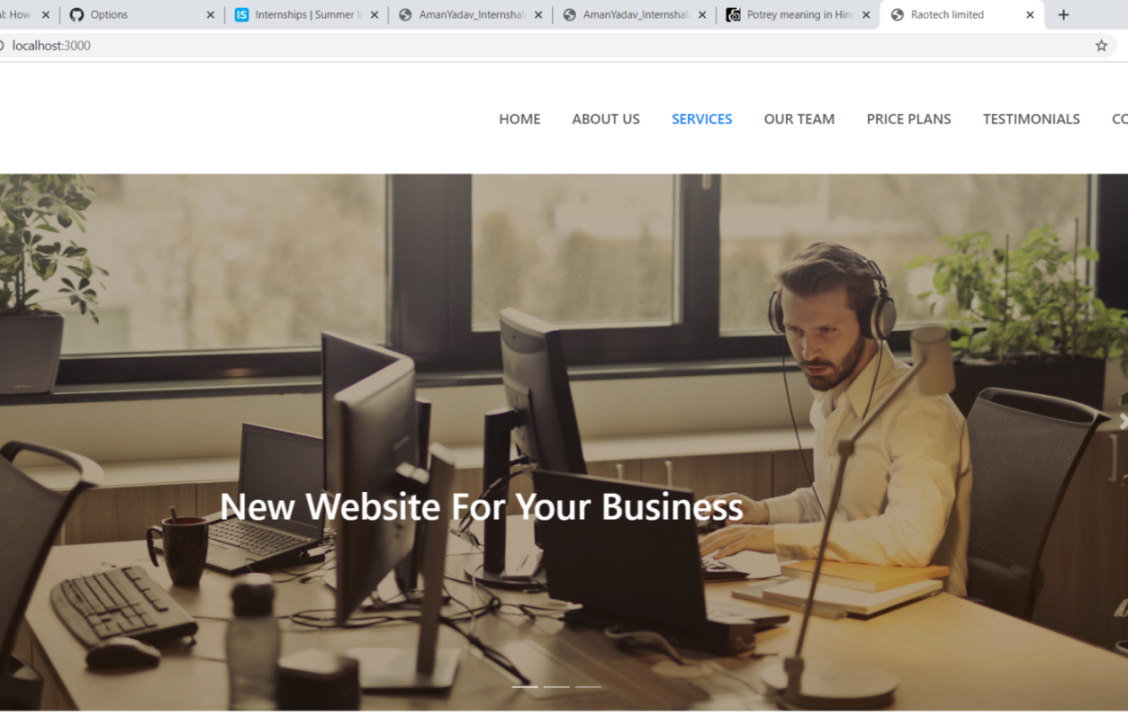 l: How
Options
Internships | Summer I
AmanYadav_Internshal
AmanYadav_Internshal
Potrey meaning in Hin
Raotech limited
localhost:3000
HOME ABOUT US SERVICES OUR TEAM PRICE PLANS TESTIMONIALS CO
New Website For Your Business